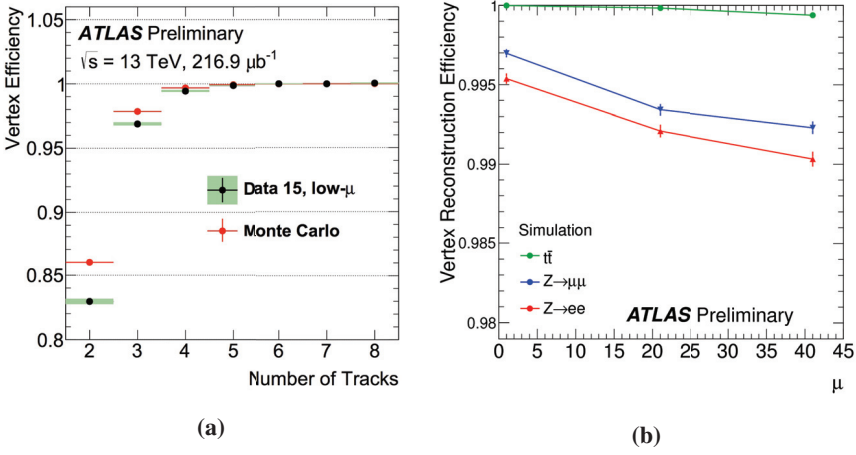 ATLAS Preliminary
√s = 13 TeV, 216.9 μb⁻¹
Vertex Efficiency
1.05
1
0.95
0.9
0.85
0.8
Data 15, low-μ
Monte Carlo
2 3 4 5 6 7 8
Number of Tracks
(a)
Vertex Reconstruction Efficiency
1
0.995
0.99
0.985
0.98
Simulation
tt̄
Z→μμ
Z→ee
ATLAS Preliminary
0 5 10 15 20 25 30 35 40 45
μ
(b)